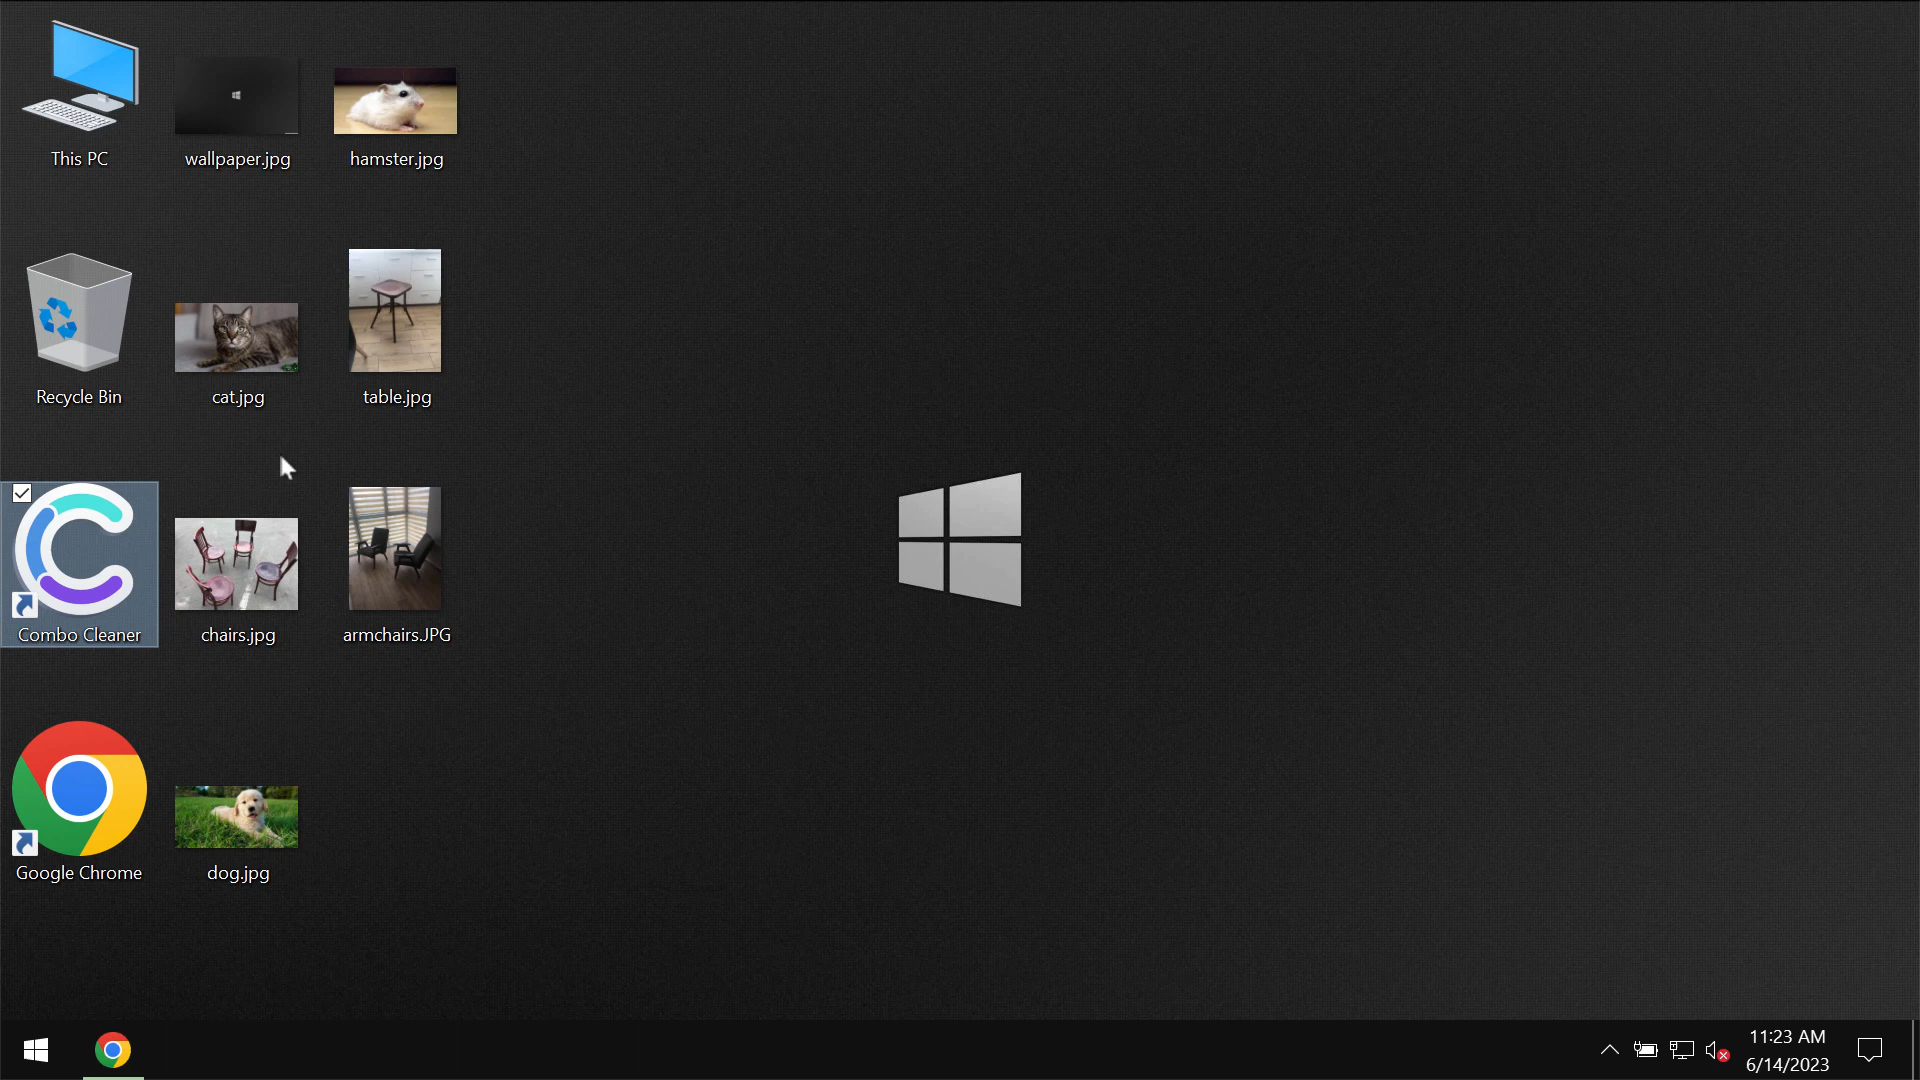 This PC
wallpaper.jpg
hamster.jpg
Recycle Bin
cat.jpg
table.jpg
Combo Cleaner
chairs.jpg
armchairs.JPG
Google Chrome
dog.jpg
11:23 AM
6/14/2023